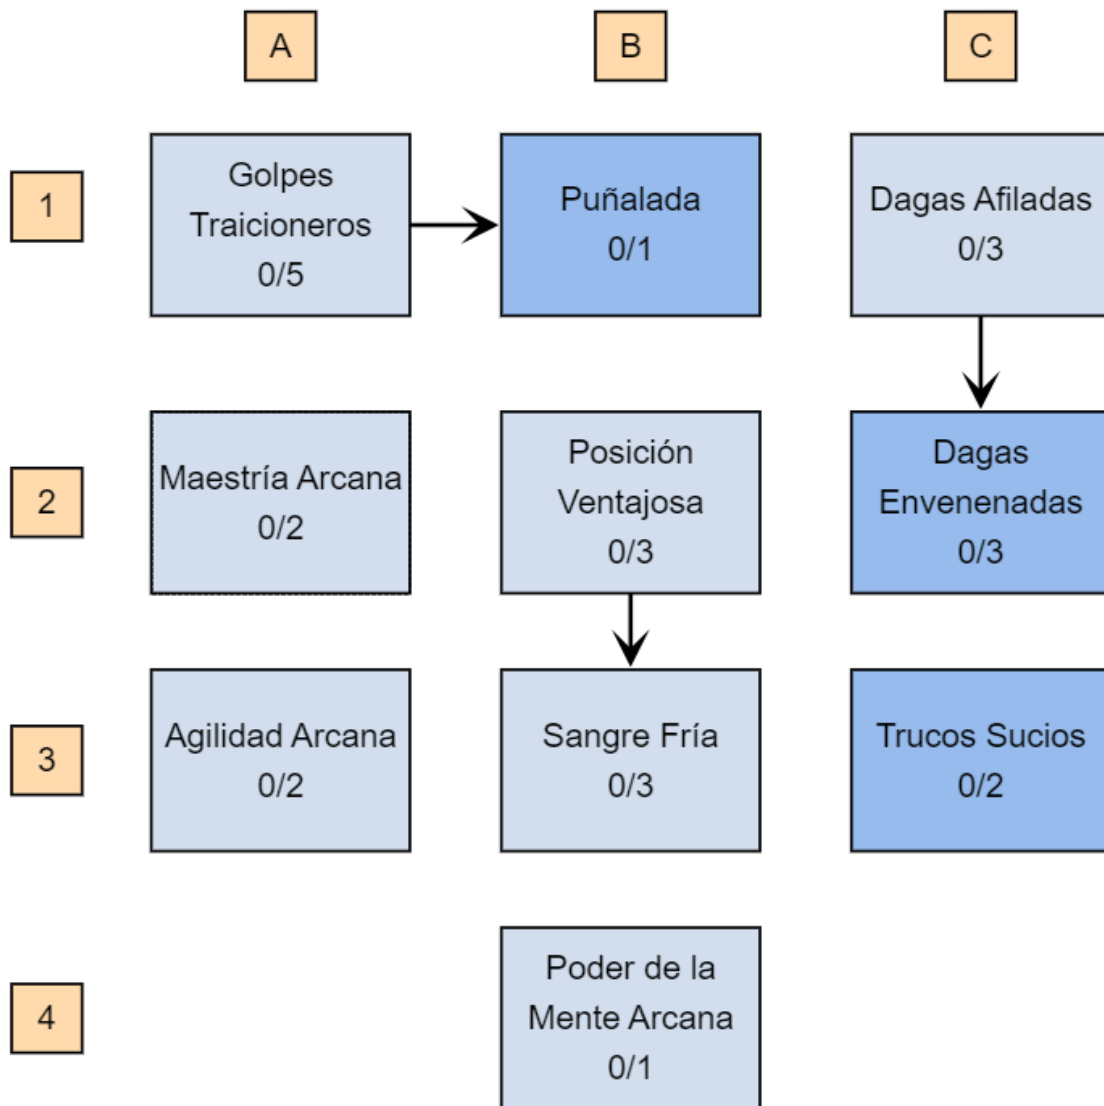 A
B
C
1
Golpes
Traicioneros
0/5
Puñalada
0/1
Dagas Afiladas
0/3
2
Maestría Arcana
0/2
Posición
Ventajosa
0/3
Dagas
Envenenadas
0/3
3
Agilidad Arcana
0/2
Sangre Fría
0/3
Trucos Sucios
0/2
4
Poder de la
Mente Arcana
0/1